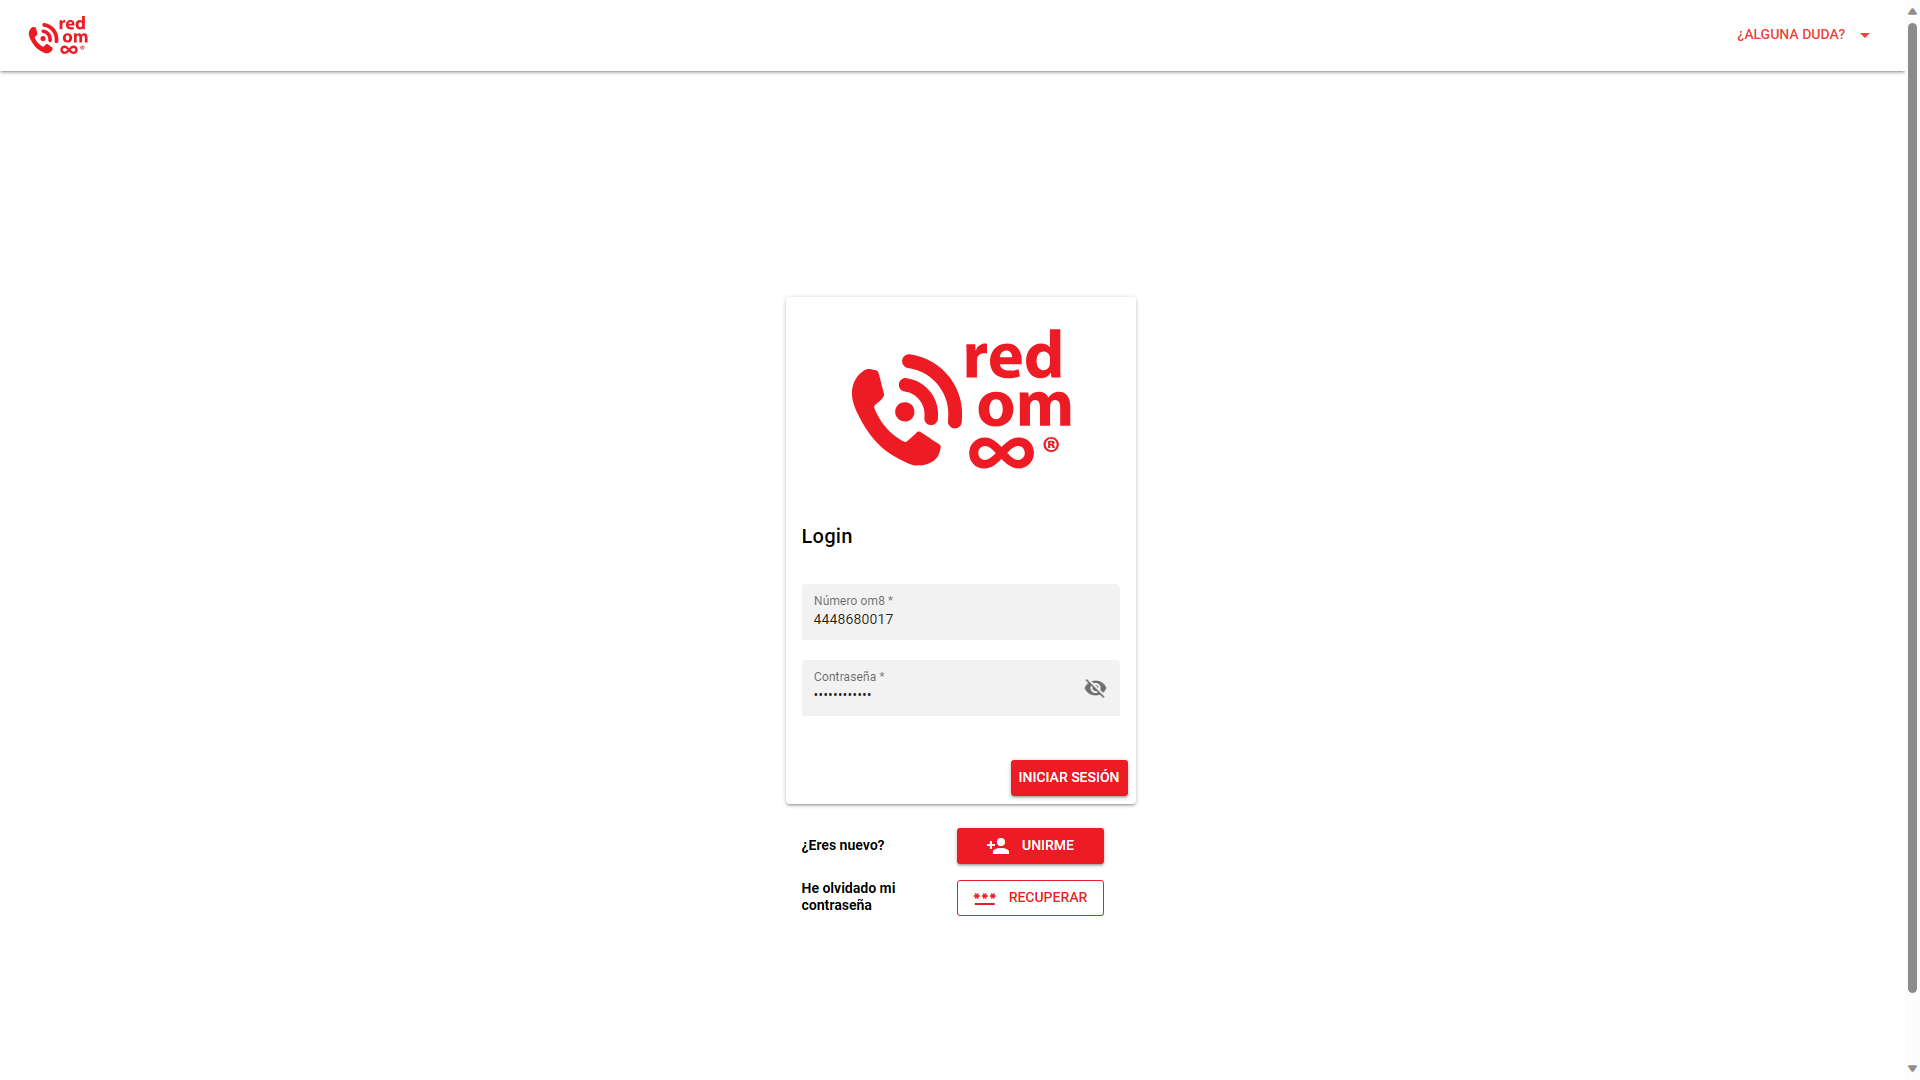 red
om
®
¿ALGUNA DUDA?
red
om
®
Login
Número om8 *
4448680017
Contraseña *
••••••••••••
INICIAR SESIÓN
¿Eres nuevo?
UNIRME
He olvidado mi
contraseña
*** RECUPERAR